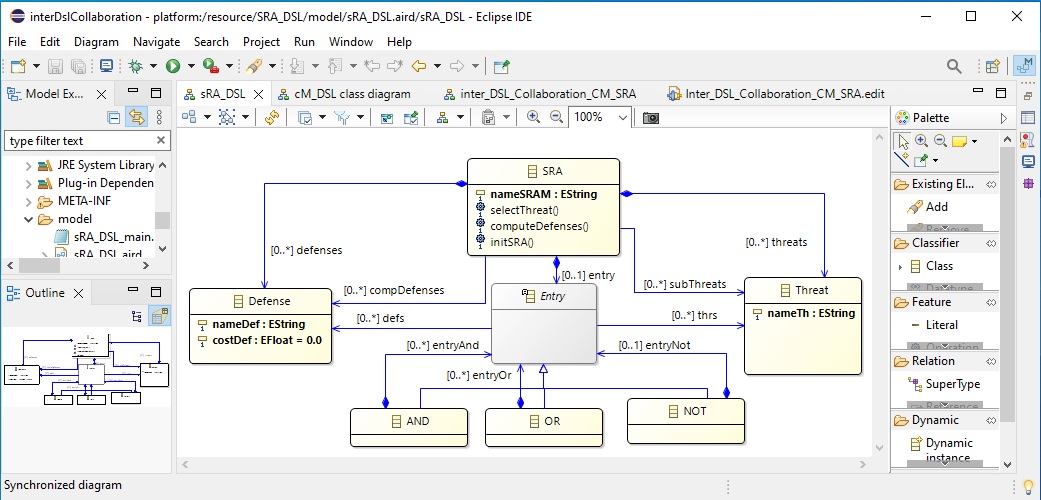 interDslCollaboration - platform:/resource/SRA_DSL/model/sRA_DSL.aird/sRA_DSL - Eclipse IDE
File Edit Diagram Navigate Search Project Run Window Help
Model Ex...
sRA_DSL
cM_DSL class diagram
inter_DSL_Collaboration_CM_SRA
Inter_DSL_Collaboration_CM_SRA.edit
100%
type filter text
JRE System Library
Plug-in Dependen
META-INF
model
sRA_DSL_main.
sRA_DSL.aird
Outline
SRA
nameSRAM : EString
selectThreat()
computeDefenses()
initSRA()
[0..*] defenses
[0..*] threats
[0..1] entry
[0..*] compDefenses
[0..*] subThreats
Defense
nameDef : EString
costDef : EFloat = 0.0
Entry
Threat
nameTh : EString
[0..*] defs
[0..*] thrs
[0..*] entryAnd
[0..1] entryNot
[0..*] entryOr
AND
OR
NOT
Palette
Existing El...
Add
Remove
Classifier
Class
Datatype
Feature
Literal
Operation
Relation
SuperType
Reference
Dynamic
Dynamic
instance
Synchronized diagram